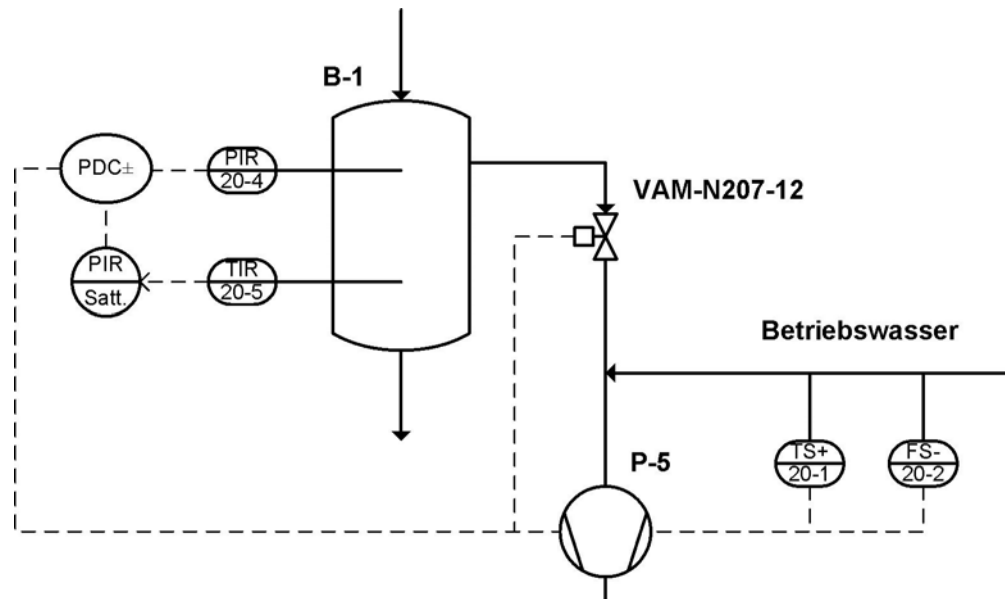 B-1
PDC±
PIR
20-4
VAM-N207-12
PIR
Satt.
TIR
20-5
Betriebswasser
P-5
TS+
20-1
FS-
20-2